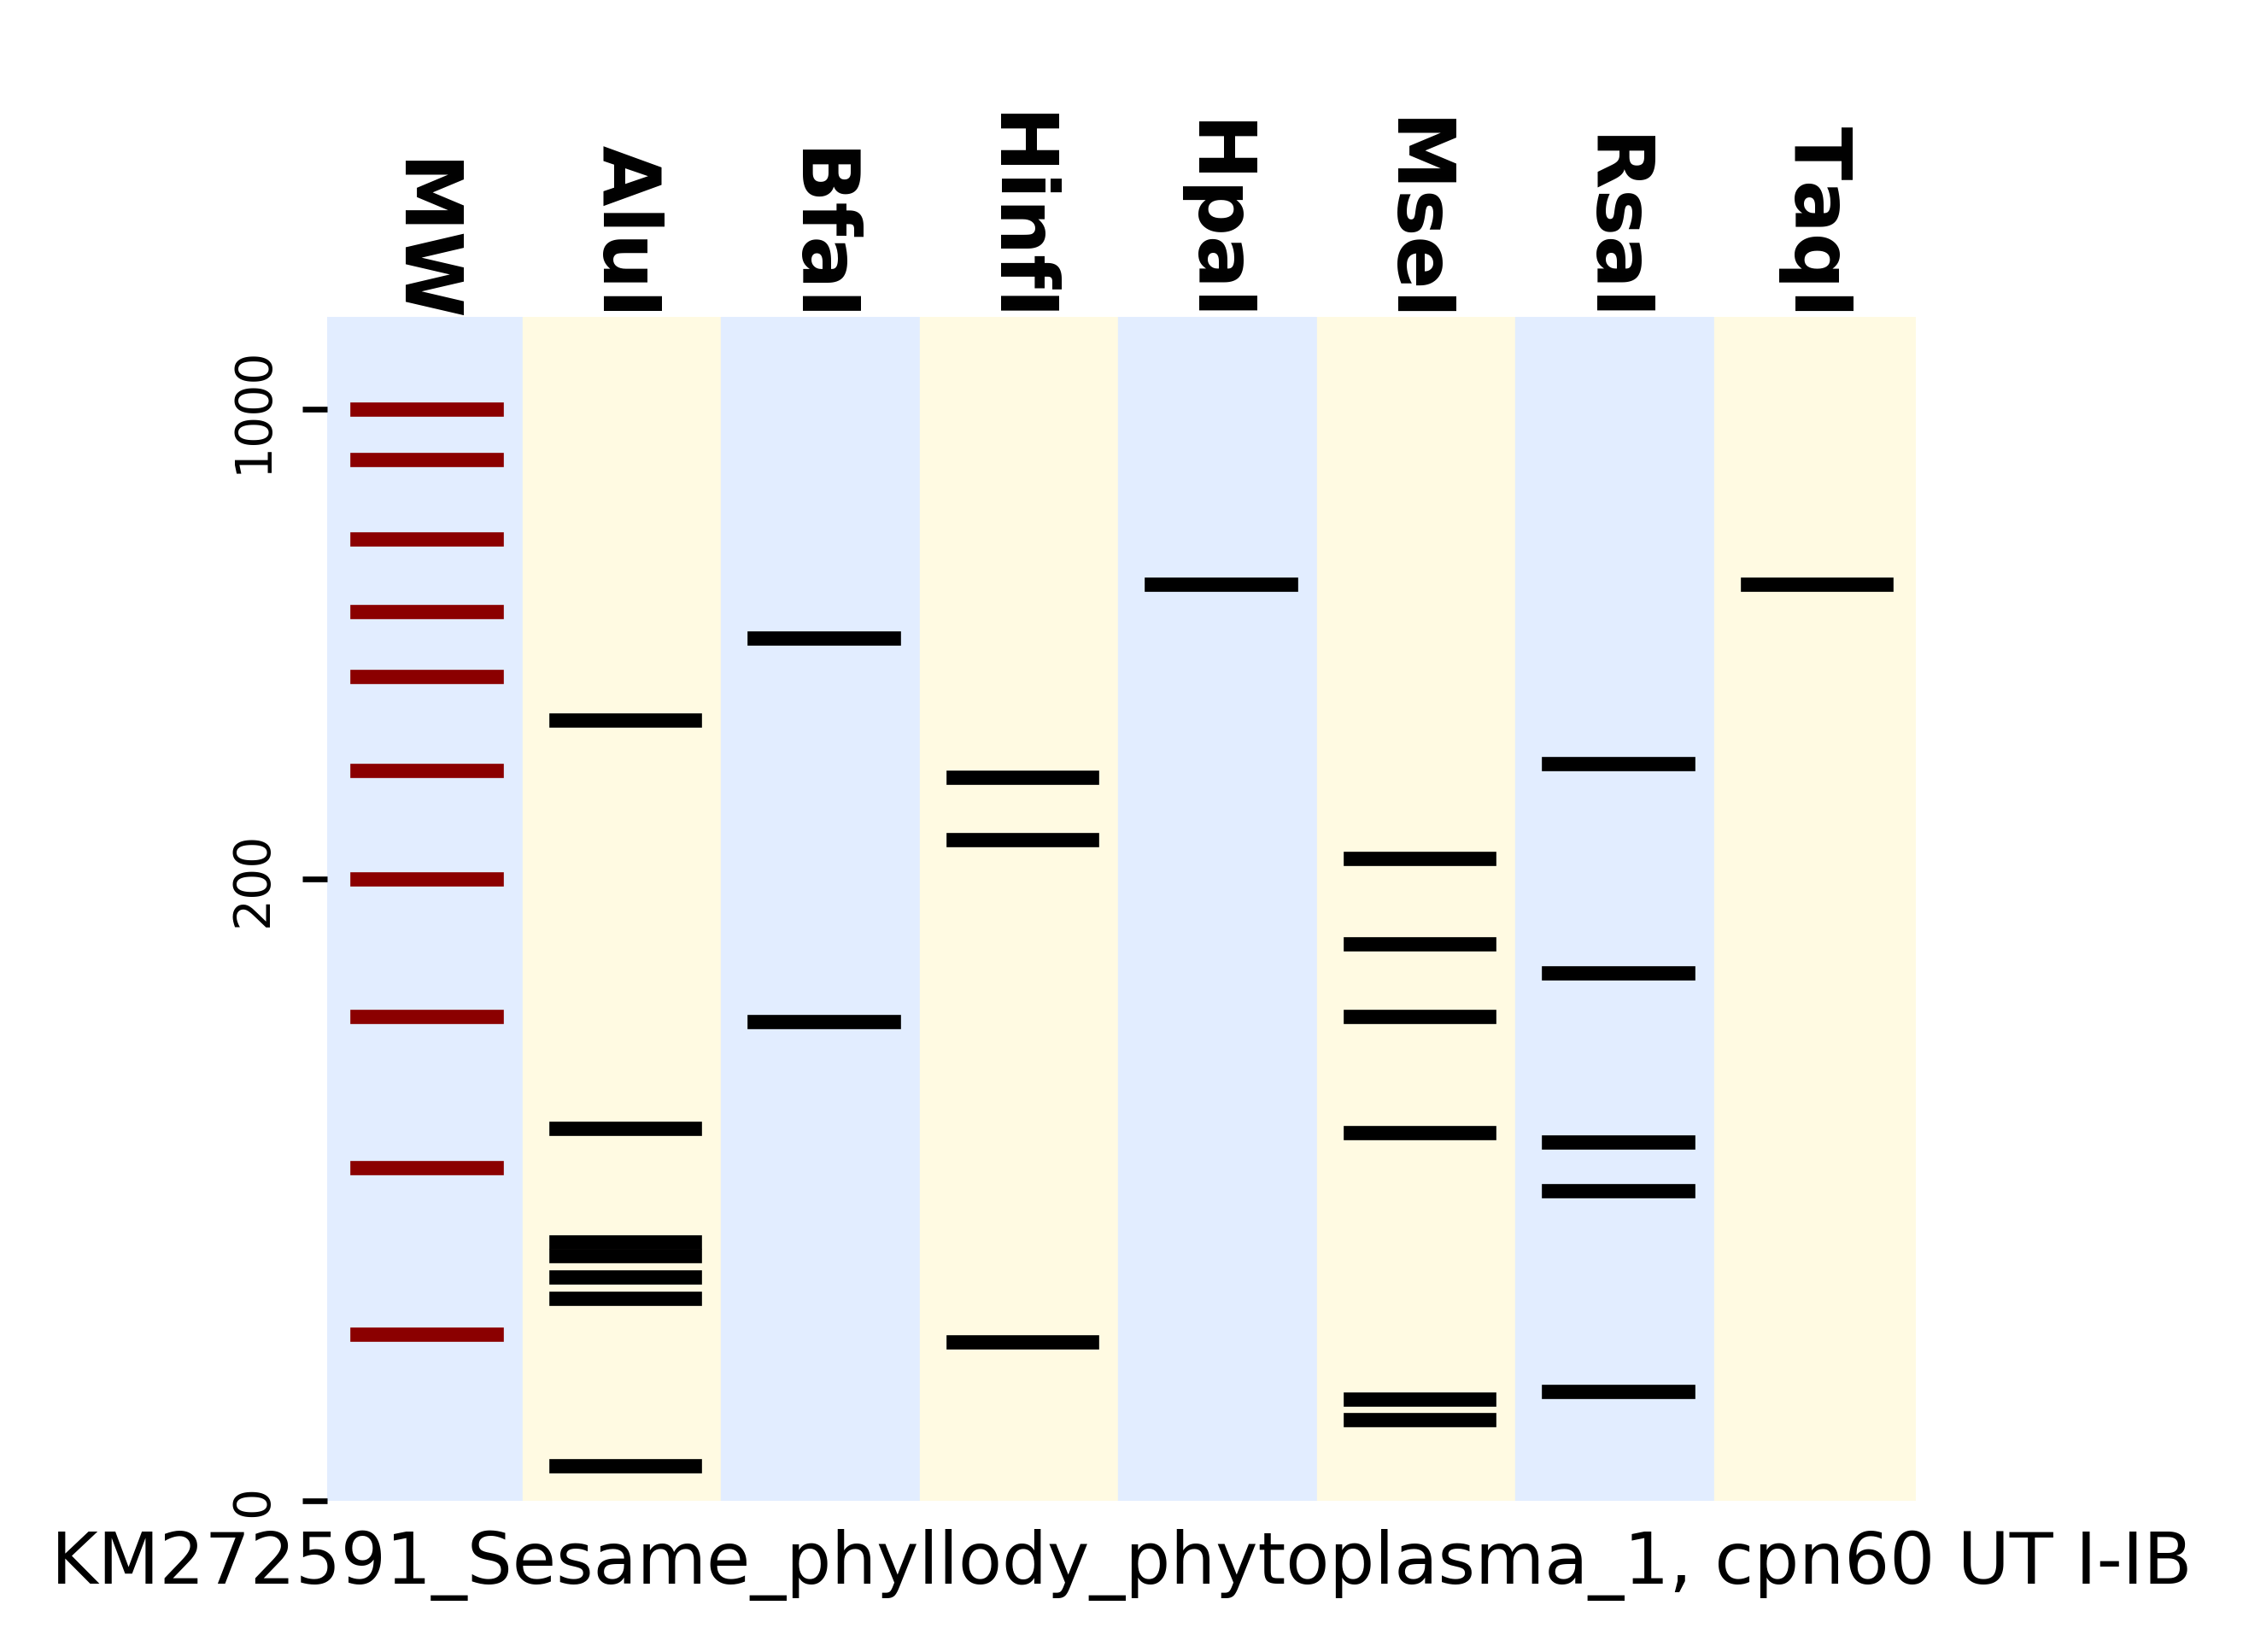 MW
AluI
BfaI
HinfI
HpaI
MseI
RsaI
TaqI
1000
200
0
KM272591_Sesame_phyllody_phytoplasma_1, cpn60 UT I-IB